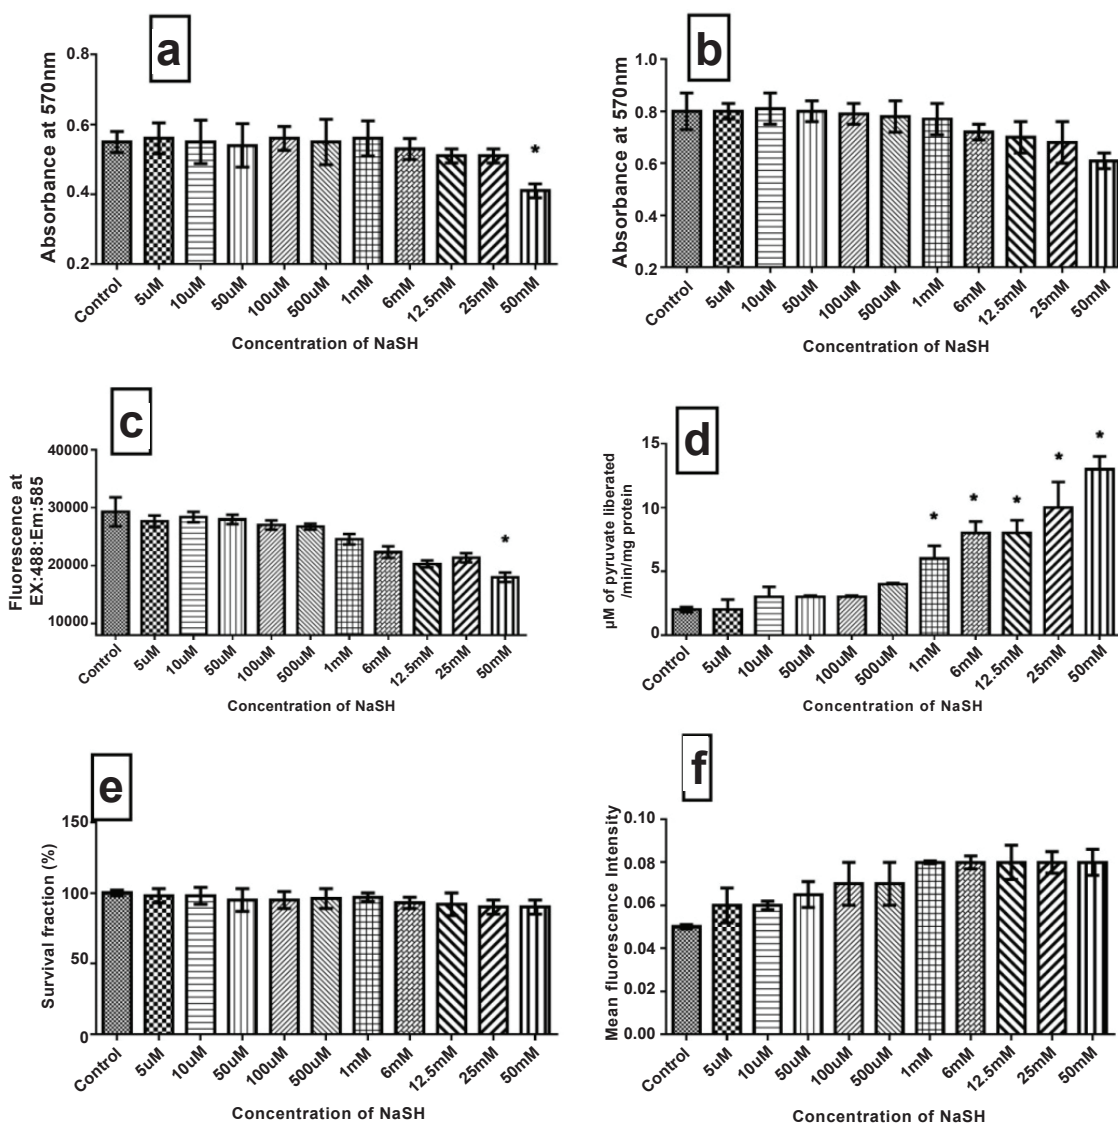 a
Absorbance at 570nm
0.8
0.6
0.4
0.2
*
Control
5uM
10uM
50uM
100uM
500uM
1mM
6mM
12.5mM
25mM
50mM
Concentration of NaSH
b
Absorbance at 570nm
1.0
0.8
0.6
0.4
0.2
Control
5uM
10uM
50uM
100uM
500uM
1mM
6mM
12.5mM
25mM
50mM
Concentration of NaSH
c
Fluorescence at
EX:488:Em:585
40000
30000
20000
10000
*
Control
5uM
10uM
50uM
100uM
500uM
1mM
6mM
12.5mM
25mM
50mM
Concentration of NaSH
d
µM of pyruvate liberated
/min/mg protein
15
10
5
0
*
*
*
*
*
Control
5uM
10uM
50uM
100uM
500uM
1mM
6mM
12.5mM
25mM
50mM
Concentration of NaSH
e
Survival fraction (%)
150
100
50
0
Control
5uM
10uM
50uM
100uM
500uM
1mM
6mM
12.5mM
25mM
50mM
Concentration of NaSH
f
Mean fluorescence Intensity
0.10
0.08
0.06
0.04
0.02
0.00
Control
5uM
10uM
50uM
100uM
500uM
1mM
6mM
12.5mM
25mM
50mM
Concentration of NaSH